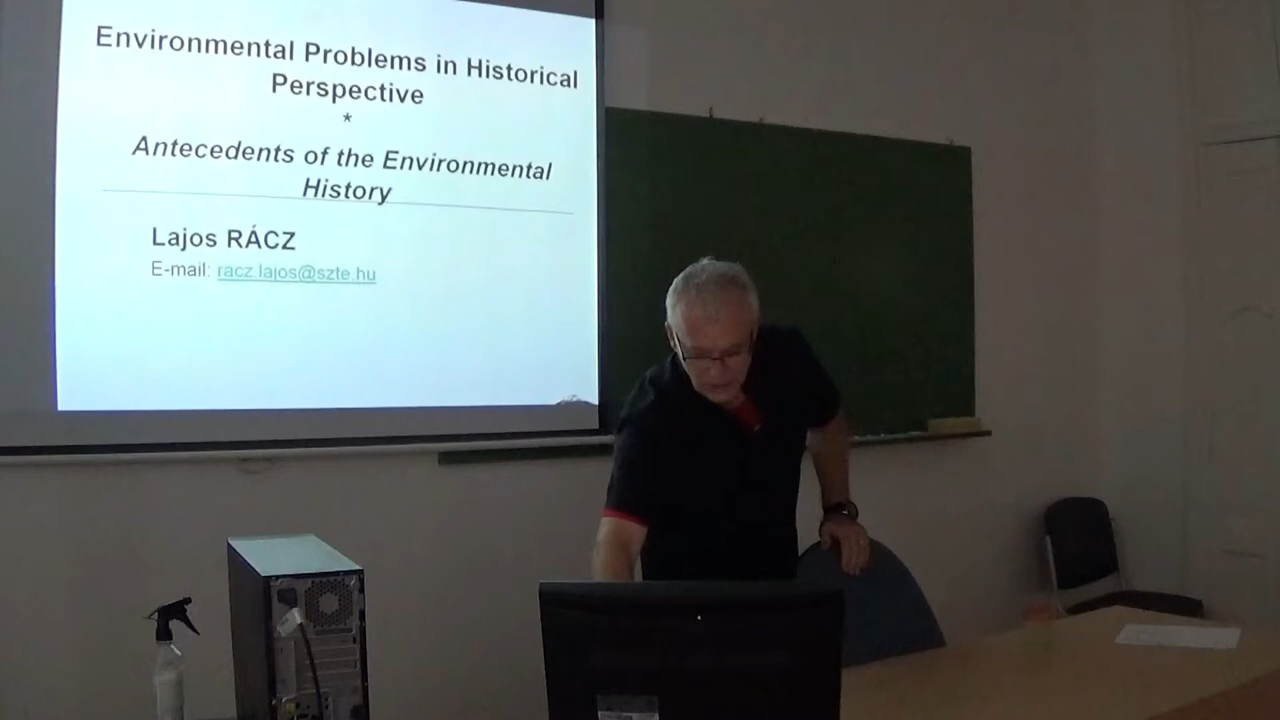 Environmental Problems in Historical
Perspective
*
Antecedents of the Environmental
History
Lajos RÁCZ
E-mail: racz.lajos@szte.hu